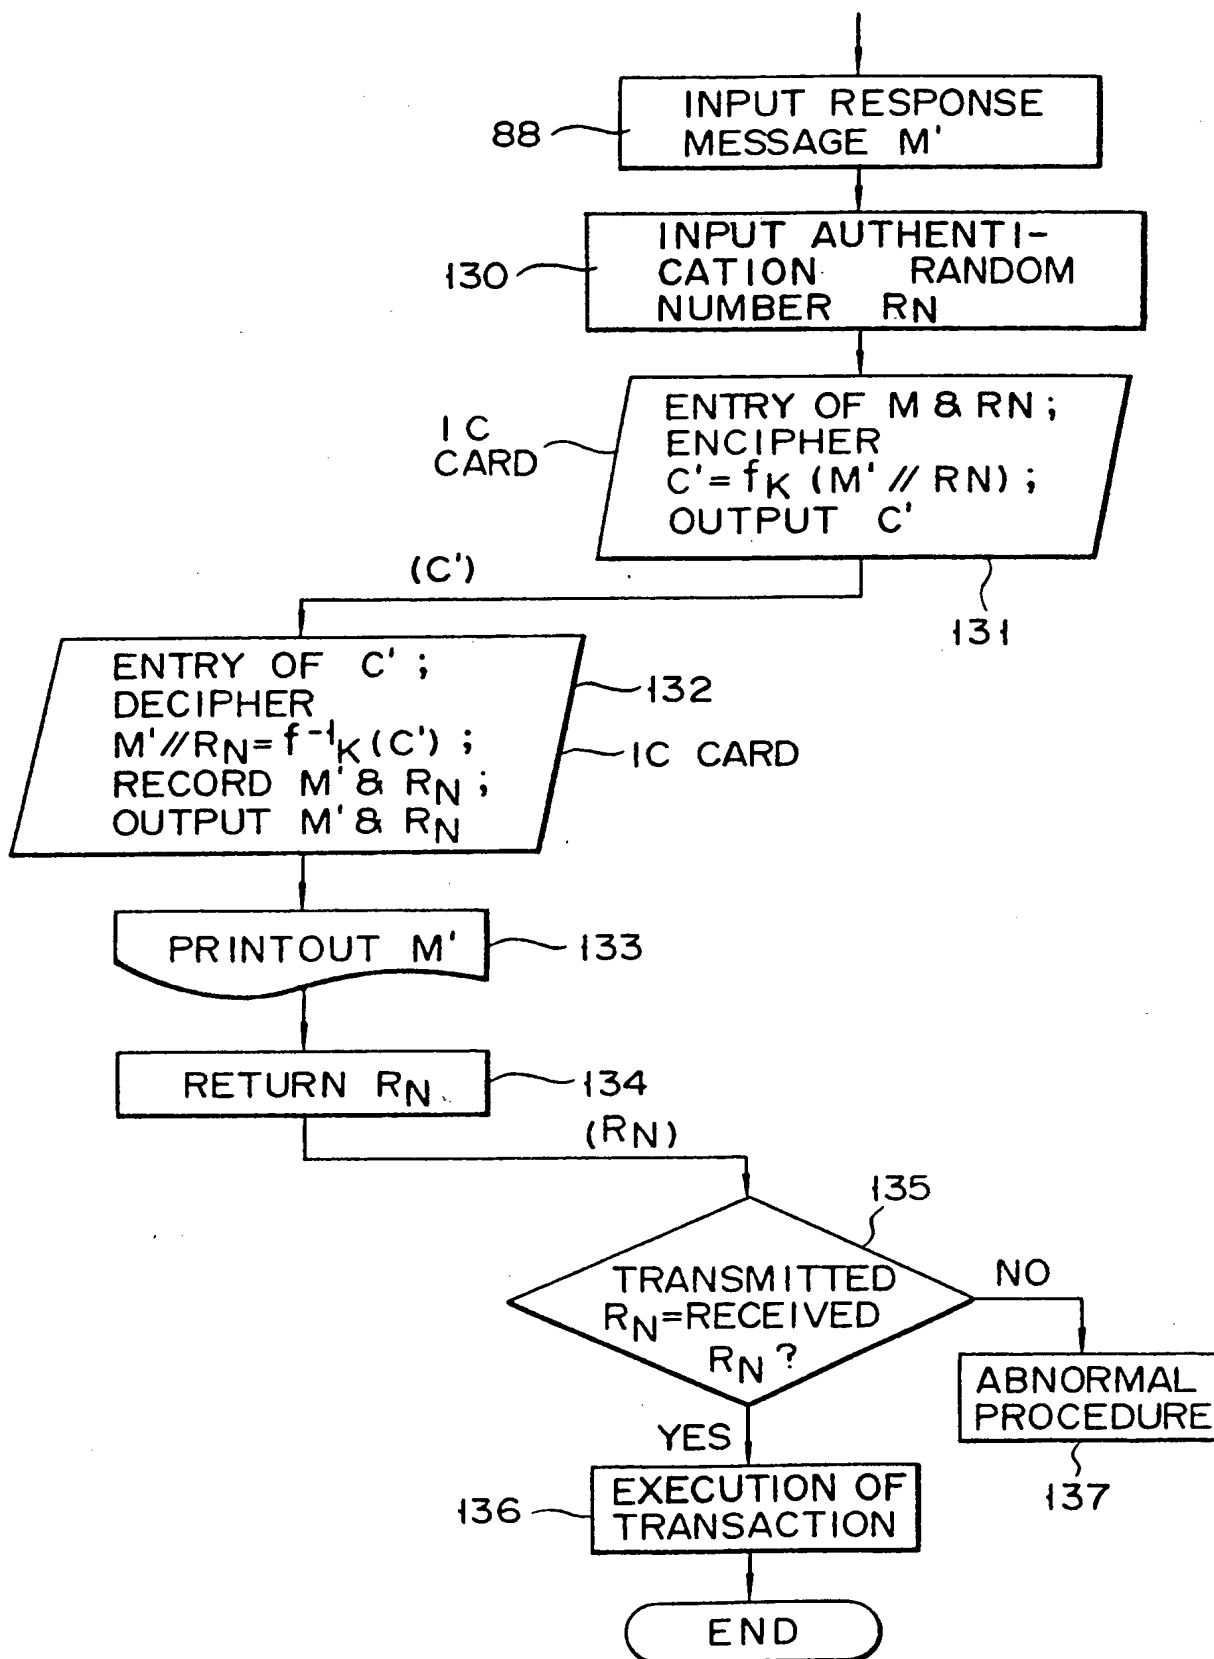 INPUT RESPONSE
MESSAGE M'
88
INPUT AUTHENTI-
CATION RANDOM
NUMBER RN
130
ENTRY OF M & RN ;
ENCIPHER
C' = fK (M' // RN) ;
OUTPUT C'
IC
CARD
131
(C')
ENTRY OF C' ;
DECIPHER
M' // RN = f-1K (C') ;
RECORD M' & RN ;
OUTPUT M' & RN
132
IC CARD
PRINTOUT M'
133
RETURN RN
134
(RN)
135
TRANSMITTED
RN=RECEIVED
RN ?
NO
ABNORMAL
PROCEDURE
137
YES
EXECUTION OF
TRANSACTION
136
END